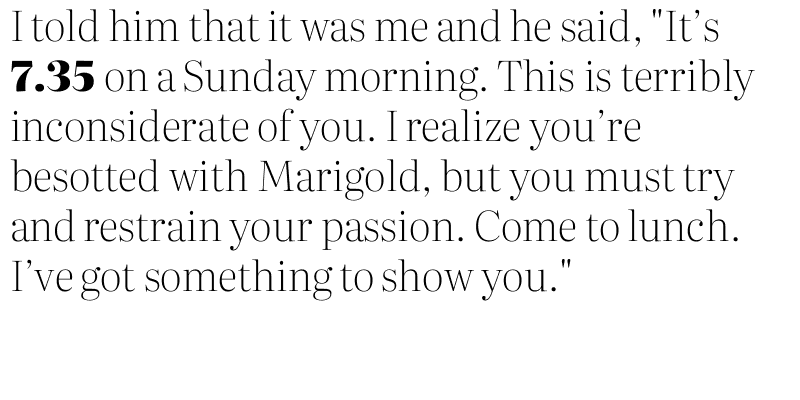 I told him that it was me and he said, "It’s
7.35 on a Sunday morning. This is terribly
inconsiderate of you. I realize you’re
besotted with Marigold, but you must try
and restrain your passion. Come to lunch.
I’ve got something to show you."